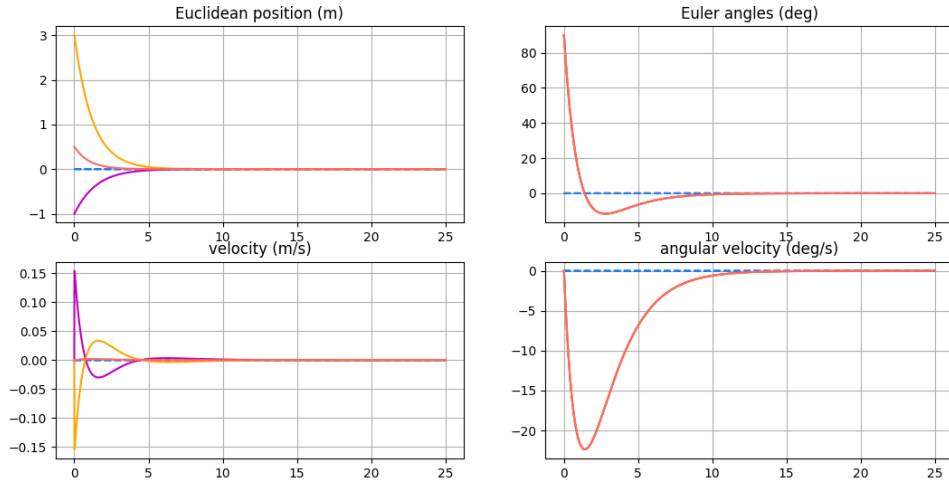 Euclidean position (m)
3
2
1
0
−1
0 5 10 15 20 25
Euler angles (deg)
80
60
40
20
0
0 5 10 15 20 25
velocity (m/s)
0.15
0.10
0.05
0.00
−0.05
−0.10
−0.15
0 5 10 15 20 25
angular velocity (deg/s)
0
−5
−10
−15
−20
0 5 10 15 20 25